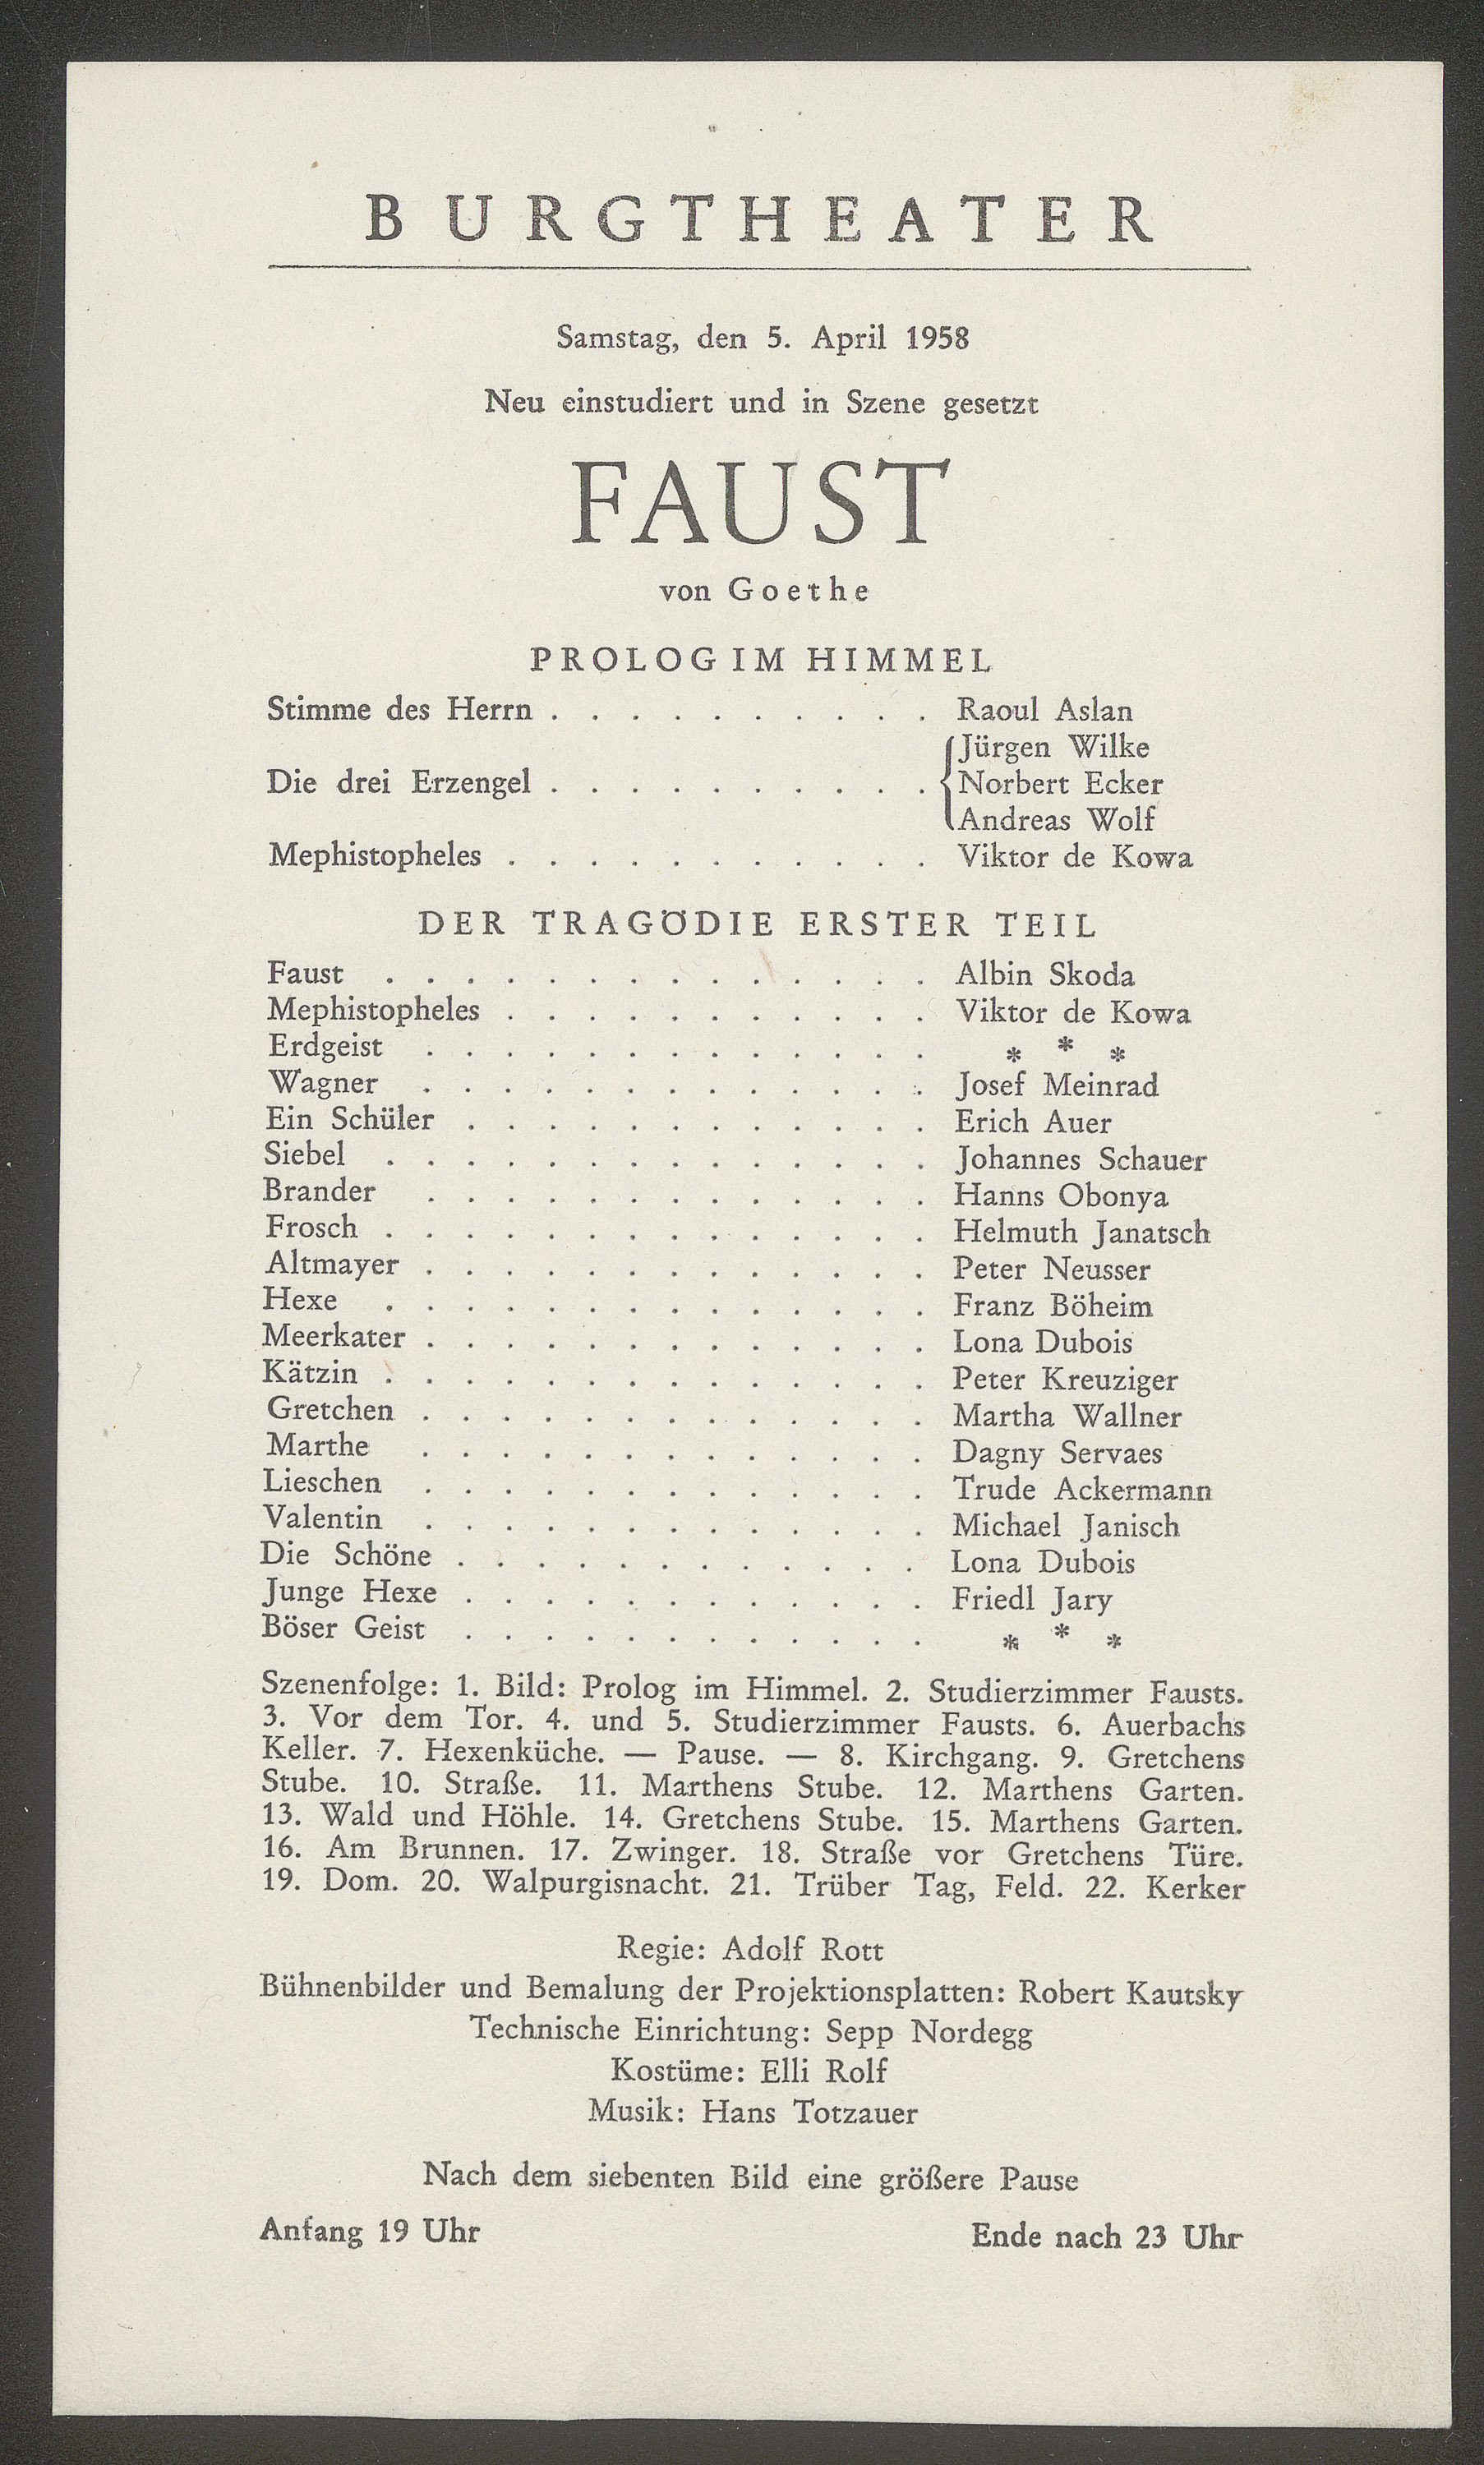 BURGTHEATER
Samstag, den 5. April 1958
Neu einstudiert und in Szene gesetzt
FAUST
von Goethe
PROLOG IM HIMMEL
Stimme des Herrn . . . . . . . . . . Raoul Aslan
Jürgen Wilke
Die drei Erzengel . . . . . . . . . . Norbert Ecker
Andreas Wolf
Mephistopheles . . . . . . . . . . . Viktor de Kowa
DER TRAGÖDIE ERSTER TEIL
Faust . . . . . . . . . . . . . . Albin Skoda
Mephistopheles . . . . . . . . . . . Viktor de Kowa
Erdgeist . . . . . . . . . . . . . * * *
Wagner . . . . . . . . . . . . . Josef Meinrad
Ein Schüler . . . . . . . . . . . . Erich Auer
Siebel . . . . . . . . . . . . . . Johannes Schauer
Brander . . . . . . . . . . . . . Hanns Obonya
Frosch . . . . . . . . . . . . . . Helmuth Janatsch
Altmayer . . . . . . . . . . . . . Peter Neusser
Hexe . . . . . . . . . . . . . . Franz Böheim
Meerkater . . . . . . . . . . . . . Lona Dubois
Kätzin . . . . . . . . . . . . . . Peter Kreuziger
Gretchen . . . . . . . . . . . . . Martha Wallner
Marthe . . . . . . . . . . . . . Dagny Servaes
Lieschen . . . . . . . . . . . . . Trude Ackermann
Valentin . . . . . . . . . . . . . Michael Janisch
Die Schöne . . . . . . . . . . . . Lona Dubois
Junge Hexe . . . . . . . . . . . . Friedl Jary
Böser Geist . . . . . . . . . . . . * * *
Szenenfolge: 1. Bild: Prolog im Himmel. 2. Studierzimmer Fausts.
3. Vor dem Tor. 4. und 5. Studierzimmer Fausts. 6. Auerbachs
Keller. 7. Hexenküche. — Pause. — 8. Kirchgang. 9. Gretchens
Stube. 10. Straße. 11. Marthens Stube. 12. Marthens Garten.
13. Wald und Höhle. 14. Gretchens Stube. 15. Marthens Garten.
16. Am Brunnen. 17. Zwinger. 18. Straße vor Gretchens Türe.
19. Dom. 20. Walpurgisnacht. 21. Trüber Tag, Feld. 22. Kerker
Regie: Adolf Rott
Bühnenbilder und Bemalung der Projektionsplatten: Robert Kautsky
Technische Einrichtung: Sepp Nordegg
Kostüme: Elli Rolf
Musik: Hans Totzauer
Nach dem siebenten Bild eine größere Pause
Anfang 19 Uhr Ende nach 23 Uhr